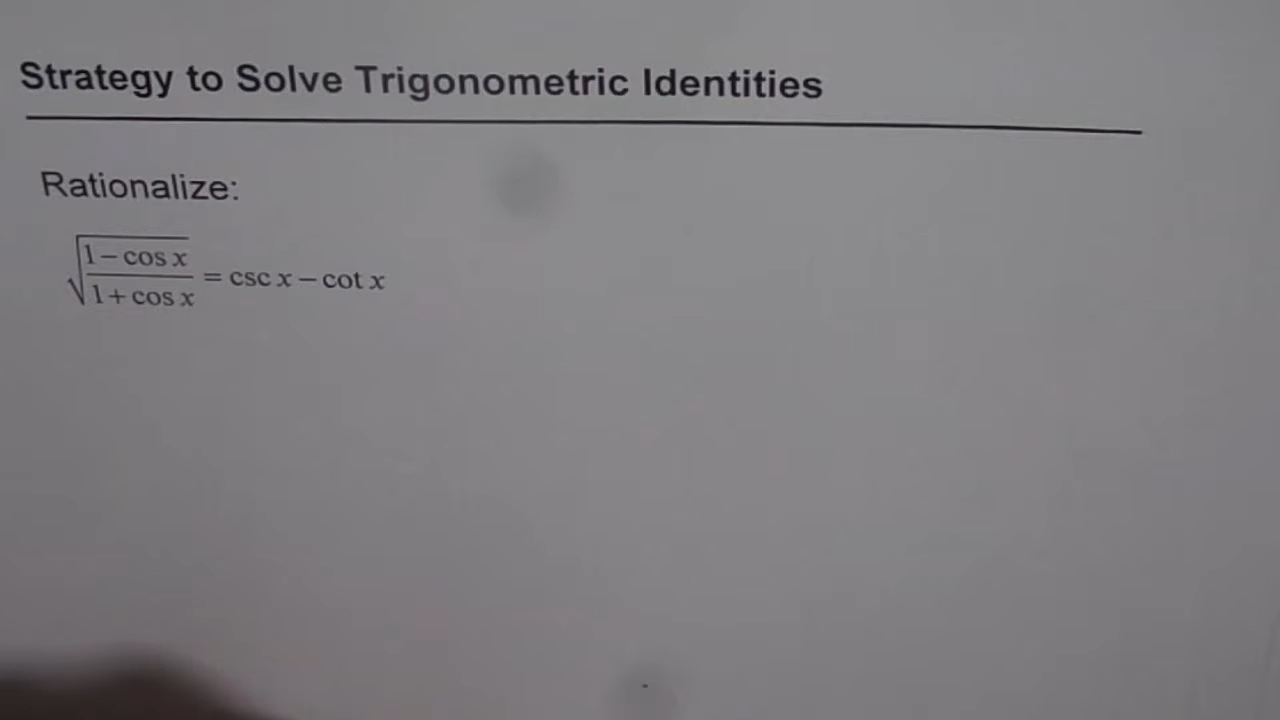 Strategy to Solve Trigonometric Identities
Rationalize:
√((1 − cos x)/(1 + cos x)) = csc x − cot x